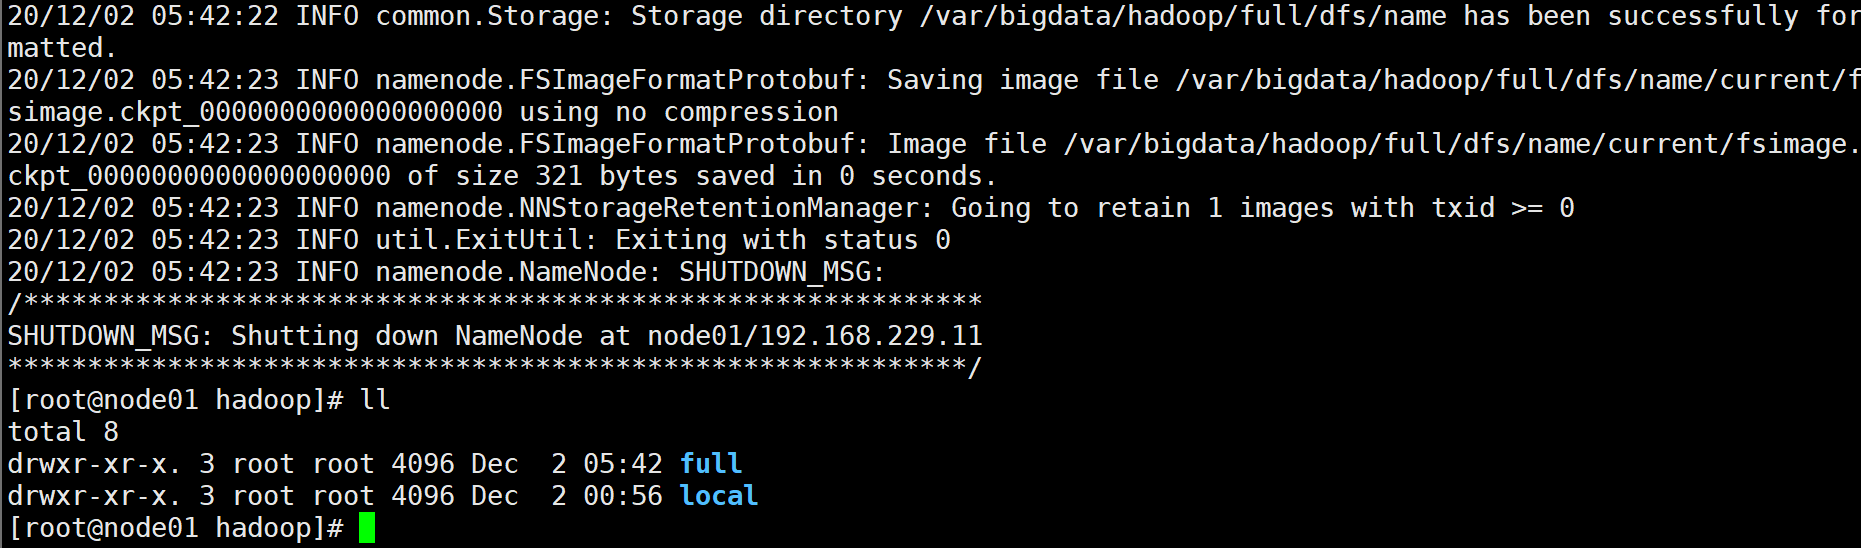 20/12/02 05:42:22 INFO common.Storage: Storage directory /var/bigdata/hadoop/full/dfs/name has been successfully for
matted.
20/12/02 05:42:23 INFO namenode.FSImageFormatProtobuf: Saving image file /var/bigdata/hadoop/full/dfs/name/current/f
simage.ckpt_0000000000000000000 using no compression
20/12/02 05:42:23 INFO namenode.FSImageFormatProtobuf: Image file /var/bigdata/hadoop/full/dfs/name/current/fsimage.
ckpt_0000000000000000000 of size 321 bytes saved in 0 seconds.
20/12/02 05:42:23 INFO namenode.NNStorageRetentionManager: Going to retain 1 images with txid >= 0
20/12/02 05:42:23 INFO util.ExitUtil: Exiting with status 0
20/12/02 05:42:23 INFO namenode.NameNode: SHUTDOWN_MSG:
/************************************************************
SHUTDOWN_MSG: Shutting down NameNode at node01/192.168.229.11
************************************************************/
[root@node01 hadoop]# ll
total 8
drwxr-xr-x. 3 root root 4096 Dec  2 05:42 full
drwxr-xr-x. 3 root root 4096 Dec  2 00:56 local
[root@node01 hadoop]#